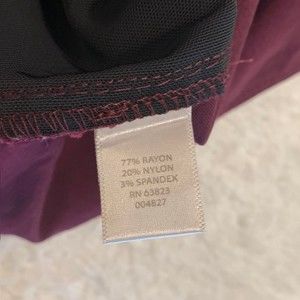 77% RAYON
20% NYLON
3% SPANDEX
RN 63823
004827